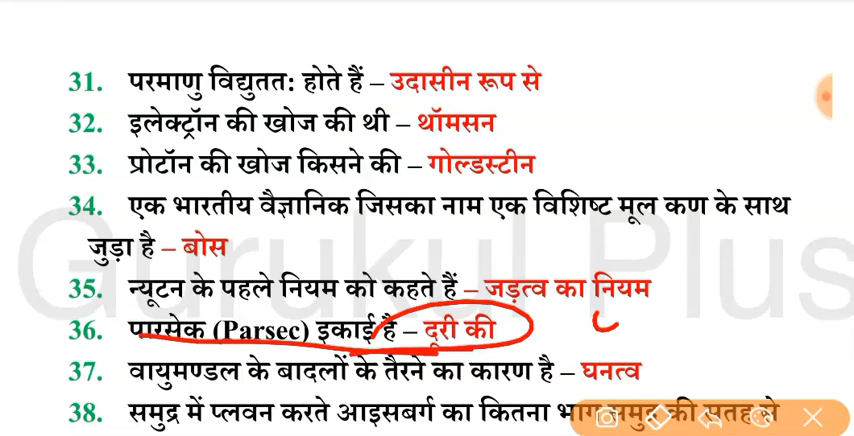 31. परमाणु विद्युतत: होते हैं – उदासीन रूप से
32. इलेक्ट्रॉन की खोज की थी – थॉमसन
33. प्रोटॉन की खोज किसने की – गोल्डस्टीन
34. एक भारतीय वैज्ञानिक जिसका नाम एक विशिष्ट मूल कण के साथ
जुड़ा है – बोस
Gurukul Plus
35. न्यूटन के पहले नियम को कहते हैं – जड़त्व का नियम
36. पारसेक (Parsec) इकाई है – दूरी की
37. वायुमण्डल के बादलों के तैरने का कारण है – घनत्व
38. समुद्र में प्लवन करते आइसबर्ग का कितना भाग समुद्र की सतह से